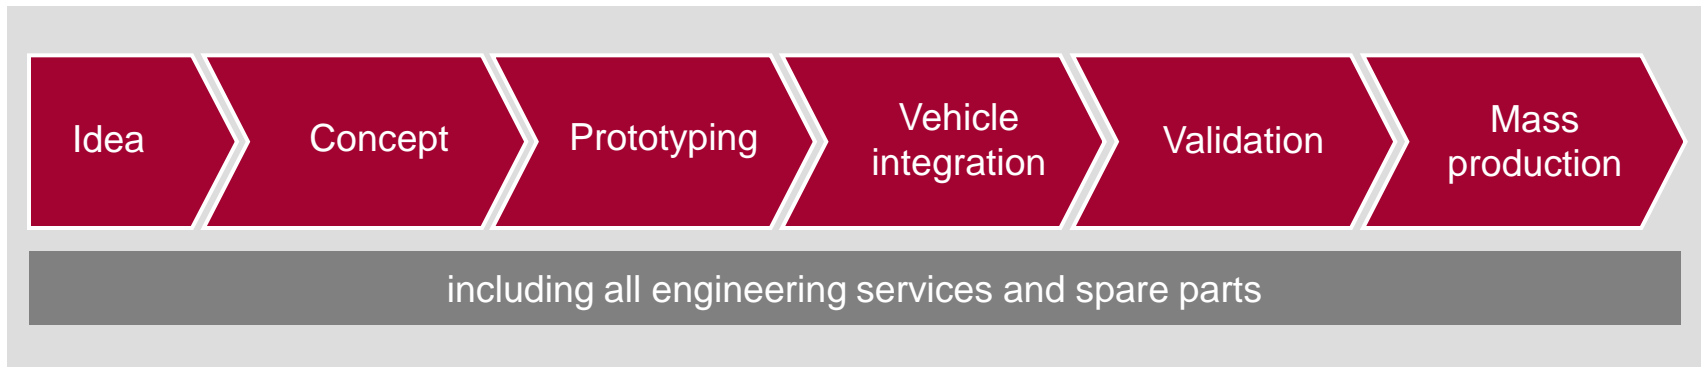 Idea
Concept
Prototyping
Vehicle
integration
Validation
Mass
production
including all engineering services and spare parts